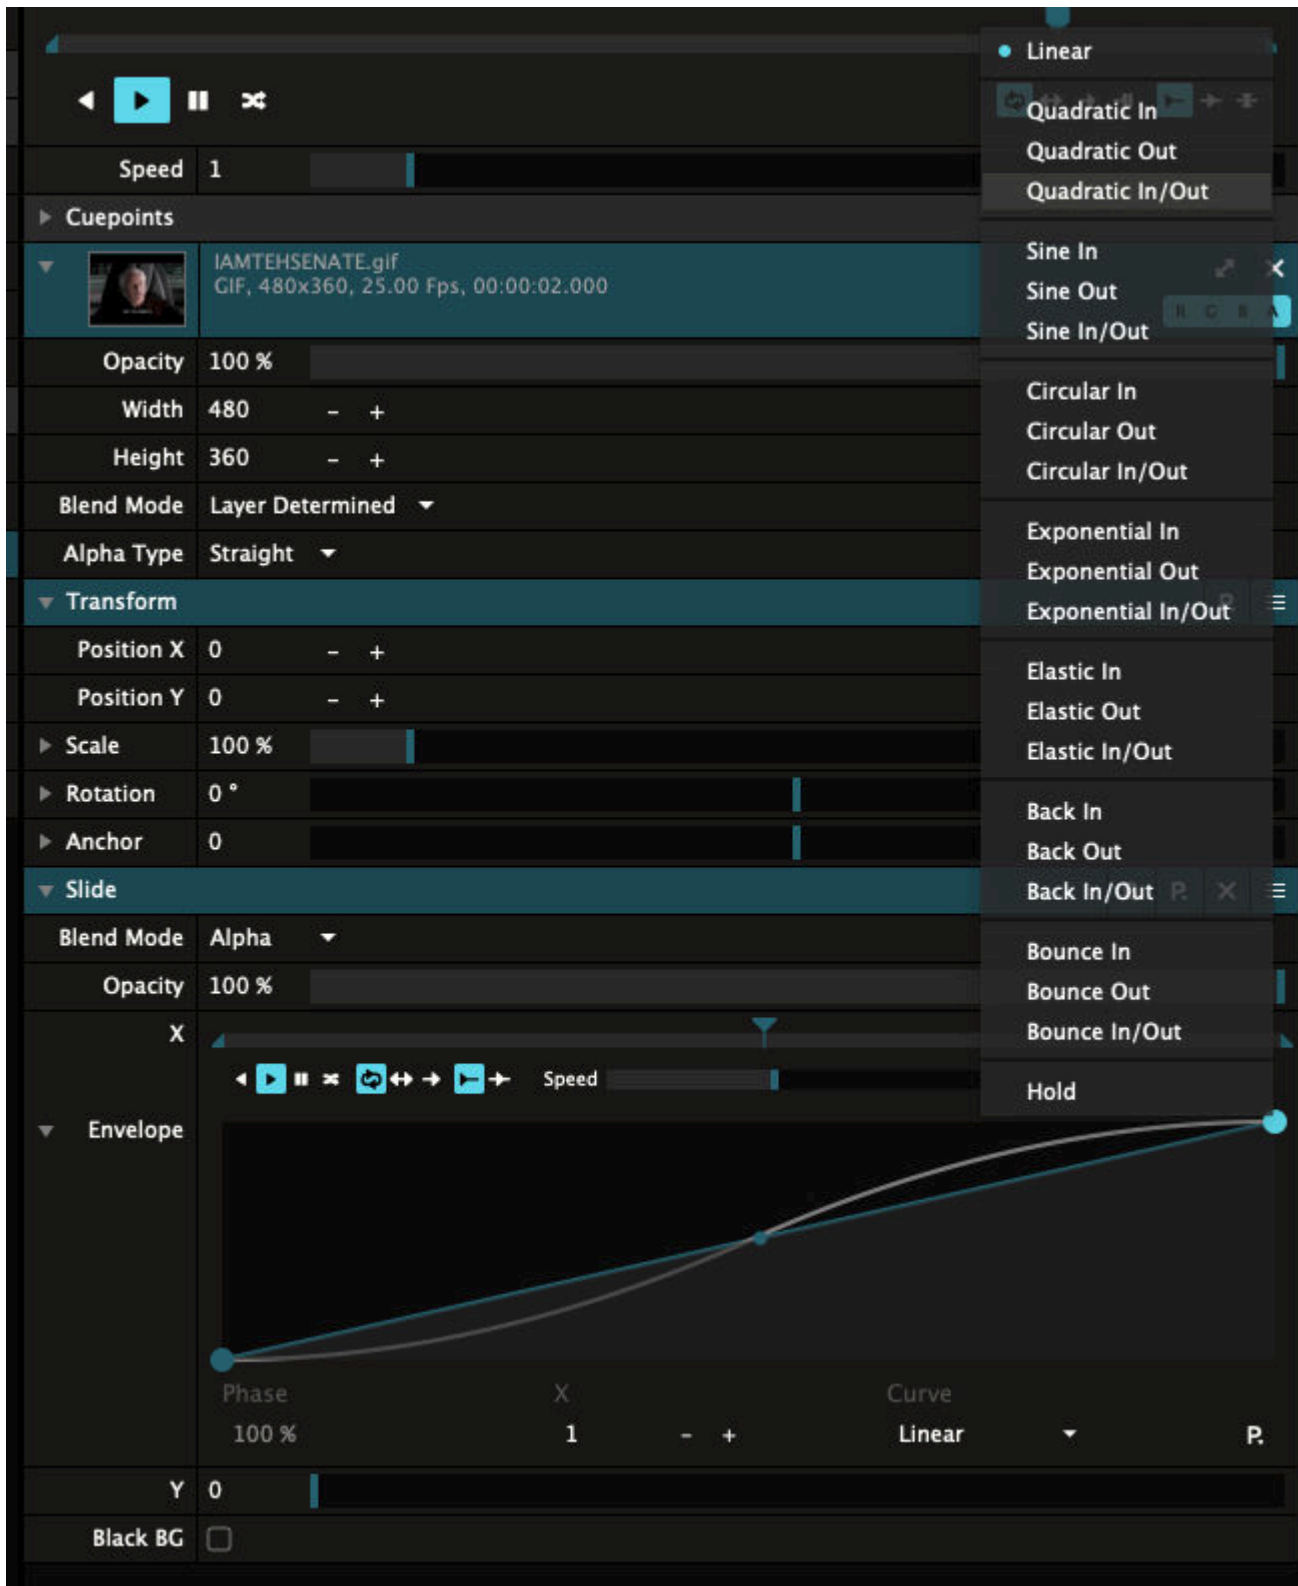 Linear
Quadratic In
Quadratic Out
Quadratic In/Out
Sine In
Sine Out
Sine In/Out
Circular In
Circular Out
Circular In/Out
Exponential In
Exponential Out
Exponential In/Out
Elastic In
Elastic Out
Elastic In/Out
Back In
Back Out
Back In/Out
Bounce In
Bounce Out
Bounce In/Out
Hold
Speed 1
Cuepoints
IAMTEHSENATE.gif
GIF, 480x360, 25.00 Fps, 00:00:02.000
R G B A
Opacity 100 %
Width 480 - +
Height 360 - +
Blend Mode Layer Determined
Alpha Type Straight
Transform
Position X 0 - +
Position Y 0 - +
Scale 100 %
Rotation 0 °
Anchor 0
Slide P.
Blend Mode Alpha
Opacity 100 %
X
Speed
Envelope
Phase X Curve
100 % 1 - + Linear P.
Y 0
Black BG